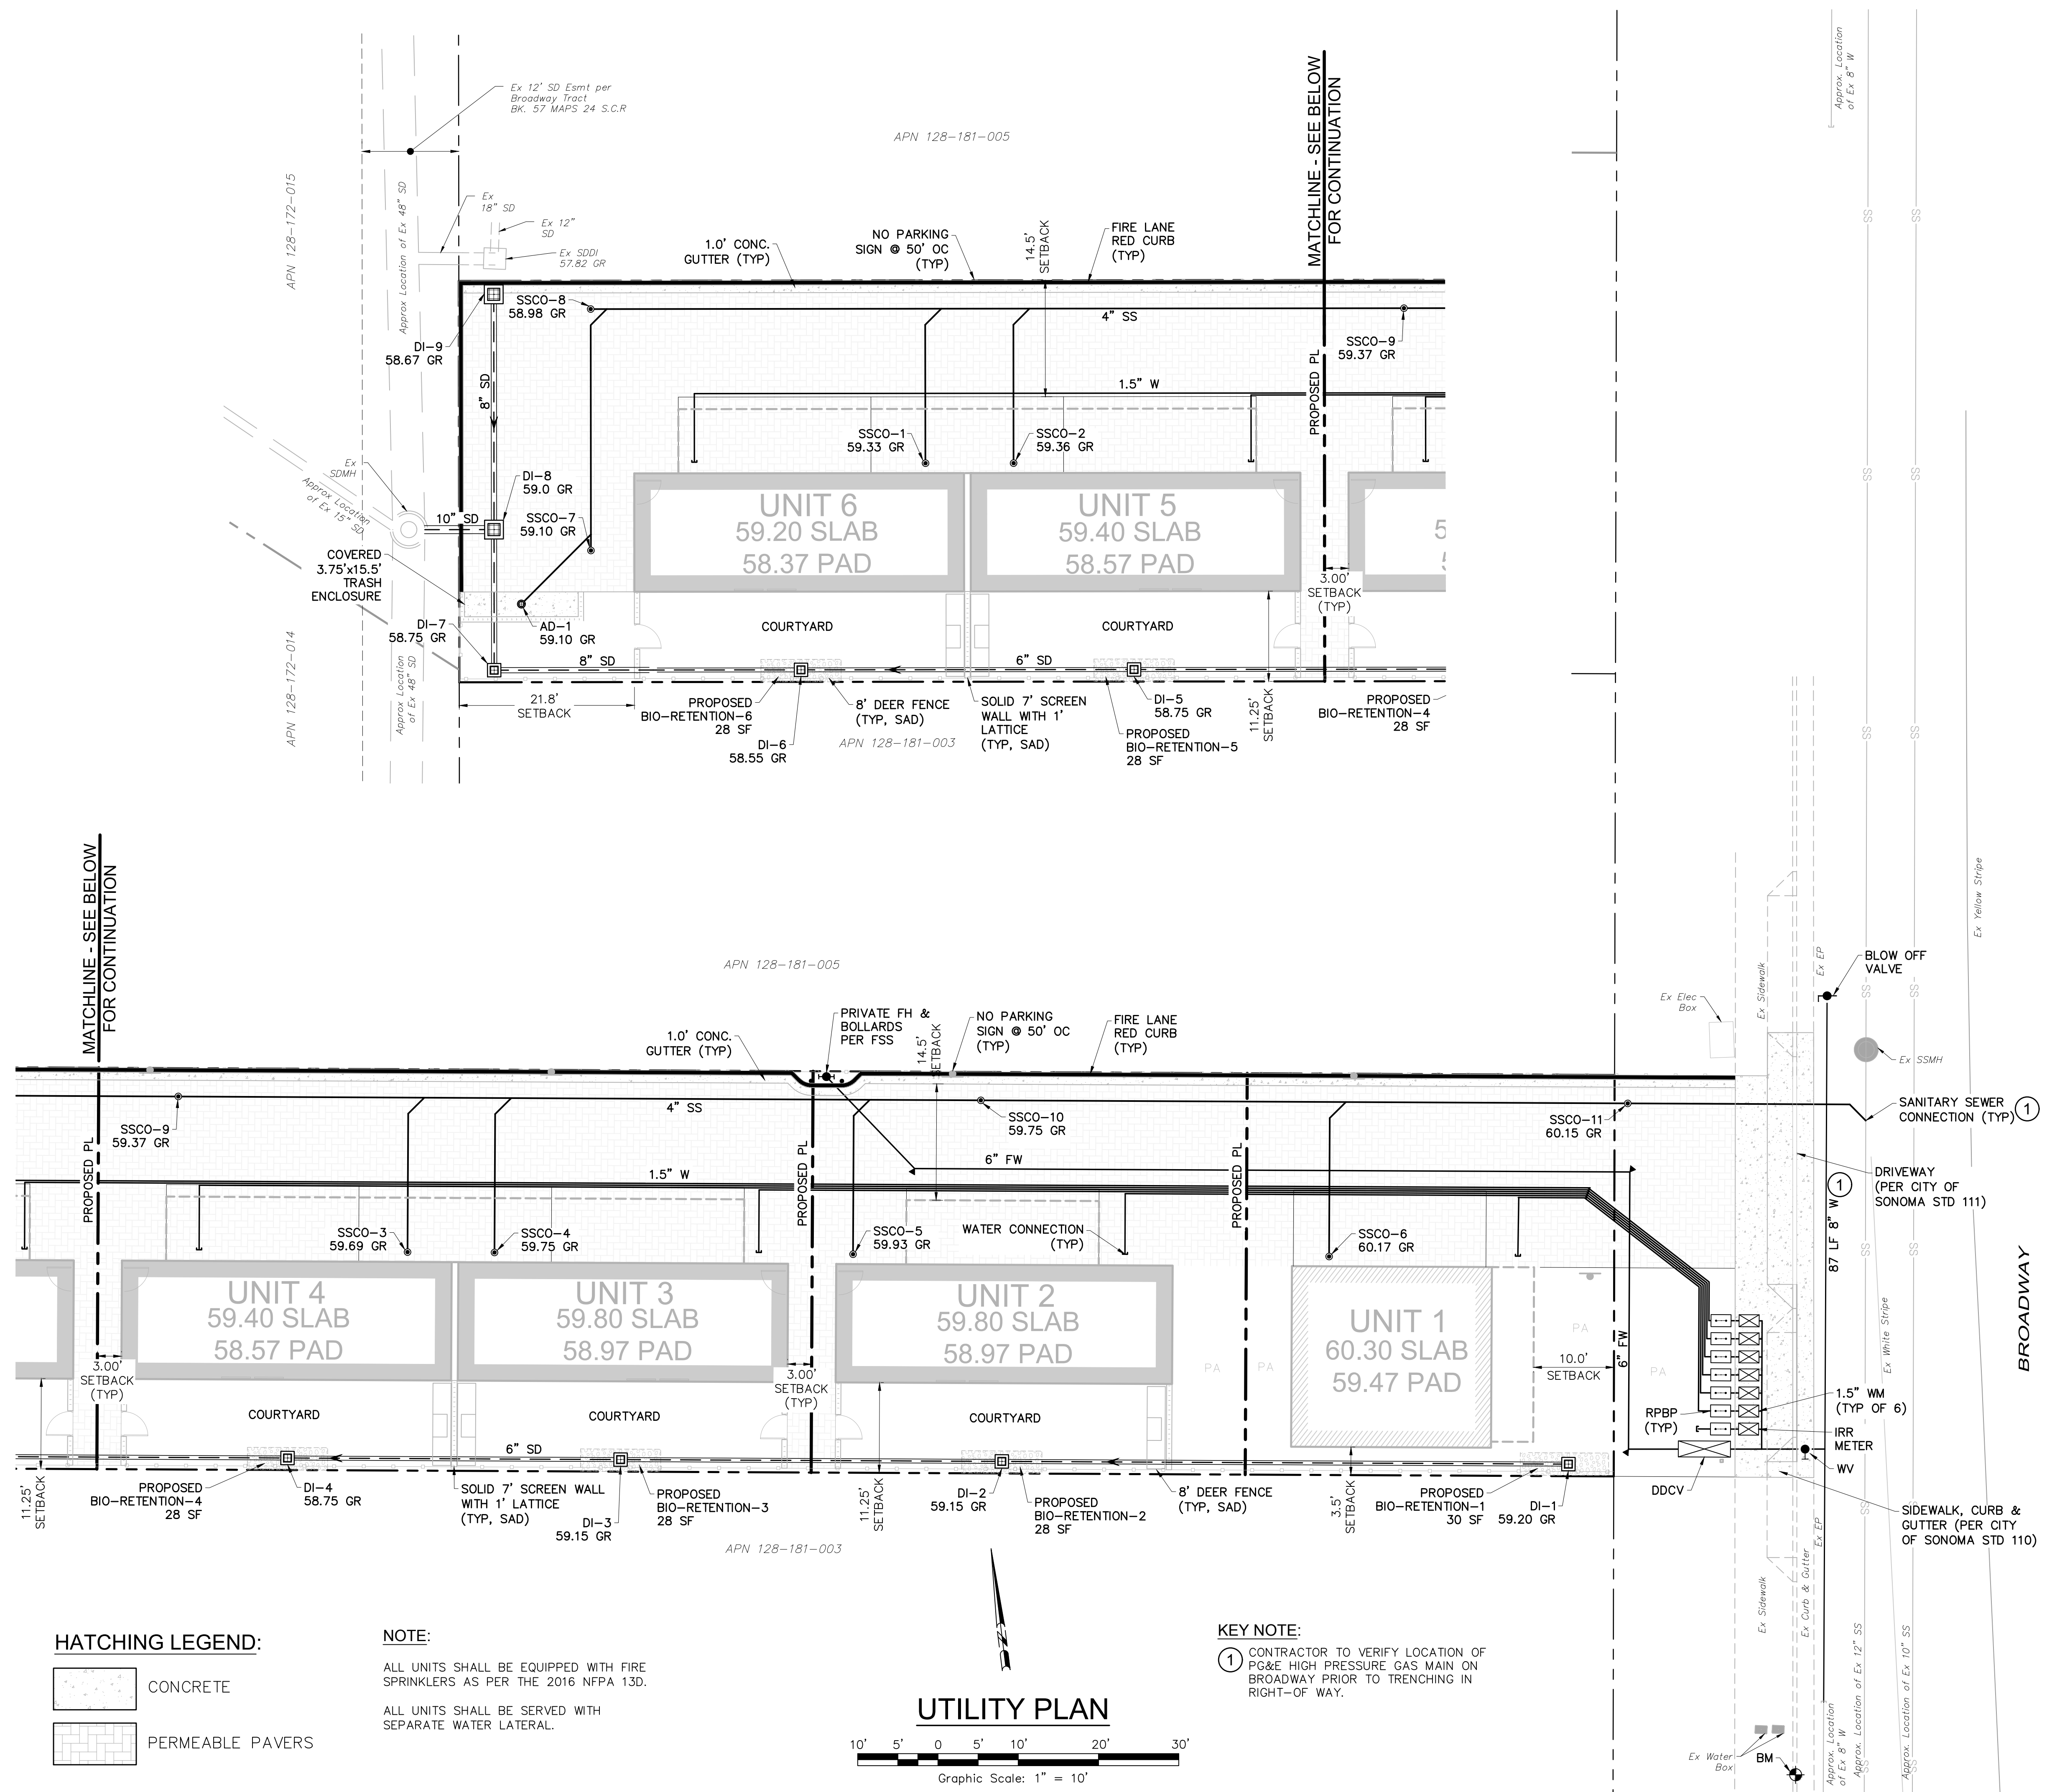 Ex 12' SD Esmt per
Broadway Tract
BK. 57 MAPS 24 S.C.R
APN 128-181-005
MATCHLINE - SEE BELOW
FOR CONTINUATION
Approx. Location
of Ex 8" W
APN 128-172-015
Approx Location of Ex 48" SD
Ex
18" SD
Ex 12"
SD
Ex SDDI
57.82 GR
1.0' CONC.
GUTTER (TYP)
NO PARKING
SIGN @ 50' OC
(TYP)
14.5'
SETBACK
FIRE LANE
RED CURB
(TYP)
SSCO-8
58.98 GR
4" SS
SSCO-9
59.37 GR
DI-9
58.67 GR
8" SD
1.5" W
PROPOSED PL
SSCO-1
59.33 GR
SSCO-2
59.36 GR
Ex
SDMH
Approx Location
of Ex 15" SD
10" SD
DI-8
59.0 GR
SSCO-7
59.10 GR
UNIT 6
59.20 SLAB
58.37 PAD
UNIT 5
59.40 SLAB
58.57 PAD
5
COVERED
3.75'x15.5'
TRASH
ENCLOSURE
3.00'
SETBACK
(TYP)
DI-7
58.75 GR
AD-1
59.10 GR
COURTYARD
COURTYARD
APN 128-172-014
Approx Location
of Ex 48" SD
8" SD
6" SD
21.8'
SETBACK
PROPOSED
BIO-RETENTION-6
28 SF
DI-6
58.55 GR
8' DEER FENCE
(TYP, SAD)
APN 128-181-003
SOLID 7' SCREEN
WALL WITH 1'
LATTICE
(TYP, SAD)
DI-5
58.75 GR
PROPOSED
BIO-RETENTION-5
28 SF
11.25'
SETBACK
PROPOSED
BIO-RETENTION-4
28 SF
SS
SS
SS
SS
SS
SS
MATCHLINE - SEE BELOW
FOR CONTINUATION
APN 128-181-005
Ex Yellow Stripe
Ex Sidewalk
Ex EP
BLOW OFF
VALVE
Ex Elec
Box
SS
SS
Ex SSMH
1.0' CONC.
GUTTER (TYP)
PRIVATE FH &
BOLLARDS
PER FSS
14.5'
SETBACK
NO PARKING
SIGN @ 50' OC
(TYP)
FIRE LANE
RED CURB
(TYP)
SSCO-9
59.37 GR
4" SS
SSCO-10
59.75 GR
SSCO-11
60.15 GR
SANITARY SEWER
CONNECTION (TYP) 1
PROPOSED PL
1.5" W
PROPOSED PL
6" FW
PROPOSED PL
DRIVEWAY
(PER CITY OF
SONOMA STD 111)
1
87 LF 8" W
SSCO-3
59.69 GR
SSCO-4
59.75 GR
SSCO-5
59.93 GR
WATER CONNECTION
(TYP)
SSCO-6
60.17 GR
SS
SS
UNIT 4
59.40 SLAB
58.57 PAD
UNIT 3
59.80 SLAB
58.97 PAD
UNIT 2
59.80 SLAB
58.97 PAD
UNIT 1
60.30 SLAB
59.47 PAD
PA
PA
PA
PA
6" FW
Ex White Stripe
BROADWAY
3.00'
SETBACK
(TYP)
3.00'
SETBACK
(TYP)
10.0'
SETBACK
COURTYARD
COURTYARD
COURTYARD
RPBP
(TYP)
1.5" WM
(TYP OF 6)
IRR
METER
WV
DDCV
6" SD
11.25'
SETBACK
PROPOSED
BIO-RETENTION-4
28 SF
DI-4
58.75 GR
SOLID 7' SCREEN WALL
WITH 1' LATTICE
(TYP, SAD)
DI-3
59.15 GR
PROPOSED
BIO-RETENTION-3
28 SF
11.25'
SETBACK
DI-2
59.15 GR
PROPOSED
BIO-RETENTION-2
28 SF
8' DEER FENCE
(TYP, SAD)
3.5'
SETBACK
PROPOSED
BIO-RETENTION-1
30 SF
DI-1
59.20 GR
SIDEWALK, CURB &
GUTTER (PER CITY
OF SONOMA STD 110)
APN 128-181-003
Ex EP
Ex Sidewalk
Ex Curb & Gutter
HATCHING LEGEND:
CONCRETE
PERMEABLE PAVERS
NOTE:
ALL UNITS SHALL BE EQUIPPED WITH FIRE
SPRINKLERS AS PER THE 2016 NFPA 13D.
ALL UNITS SHALL BE SERVED WITH
SEPARATE WATER LATERAL.
N
UTILITY PLAN
10' 5' 0 5' 10' 20' 30'
Graphic Scale: 1" = 10'
KEY NOTE:
1 CONTRACTOR TO VERIFY LOCATION OF
PG&E HIGH PRESSURE GAS MAIN ON
BROADWAY PRIOR TO TRENCHING IN
RIGHT-OF WAY.
Ex Water
Box
BM
Approx. Location
of Ex 8" W
Approx. Location of Ex 12" SS
Approx. Location of Ex 10" SS